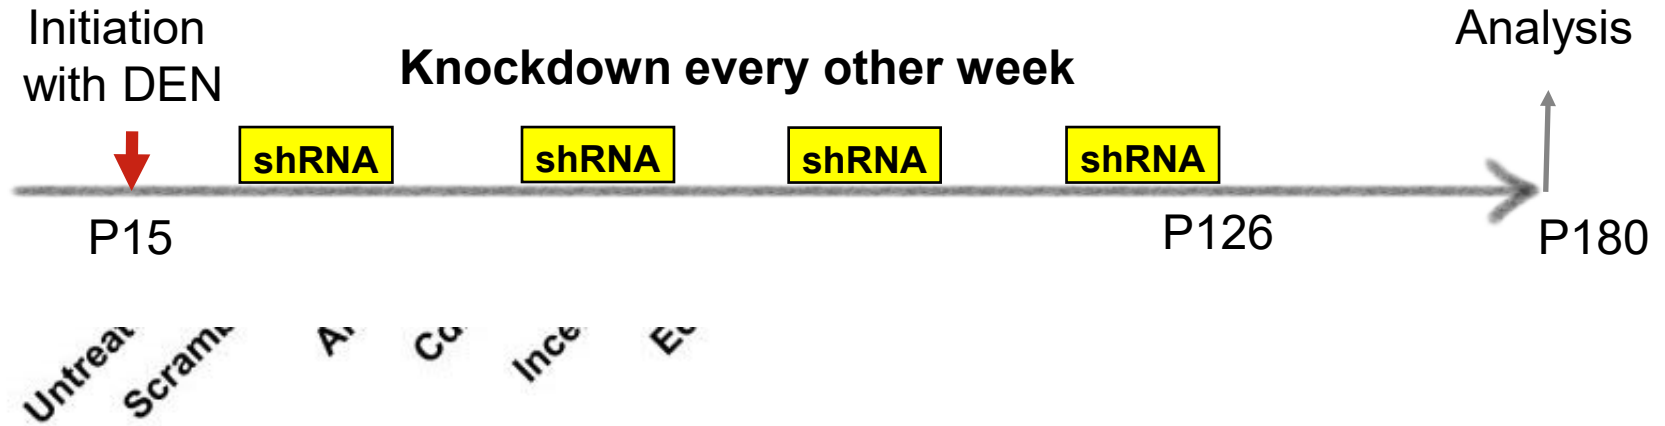 Initiation
with DEN
Knockdown every other week
Analysis
shRNA
shRNA
shRNA
shRNA
P15
P126
P180